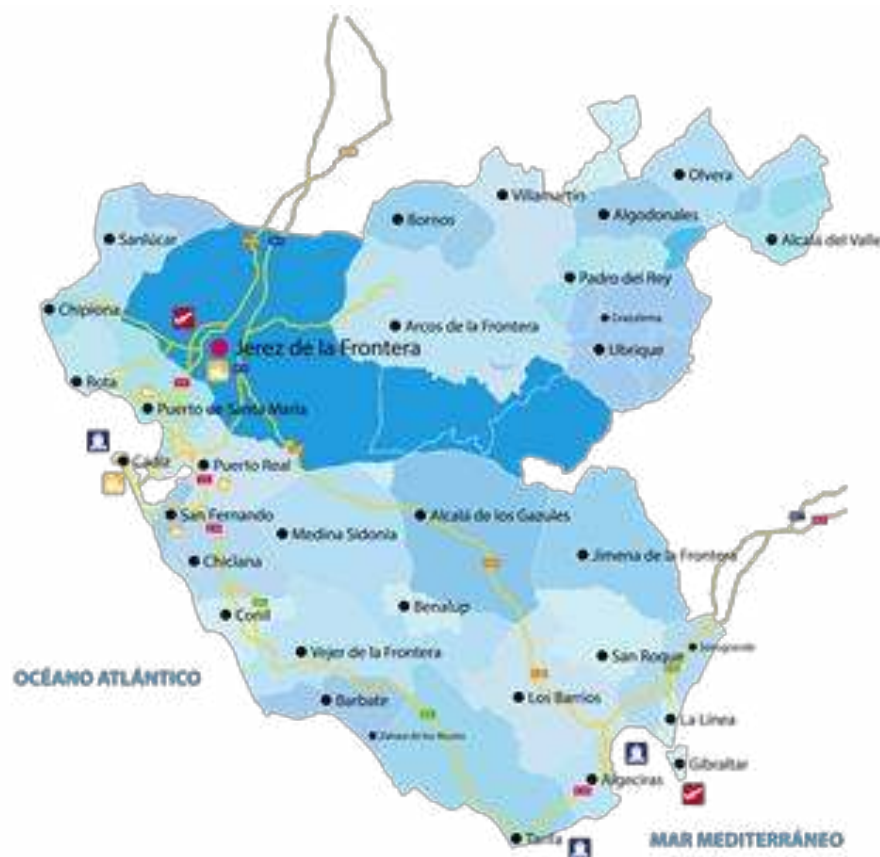 Olvera
Villamartin
Algodonales
Bornos
Sanlúcar
Alcalá del Valle
Padro del Rey
Chipiona
Grazalema
Arcos de la Frontera
Jerez de la Frontera
Ubrique
Rota
Puerto de Santa María
Cádiz
Puerto Real
San Fernando
Alcalá de los Gazules
Medina Sidonia
Jimena de la Frontera
Chiclana
Benalup
Conil
Vejer de la Frontera
San Roque
Sotogrande
OCÉANO ATLÁNTICO
Barbate
Los Barrios
La Línea
Zahara de los Atunes
Gibraltar
Algeciras
Tarifa
MAR MEDITERRÁNEO